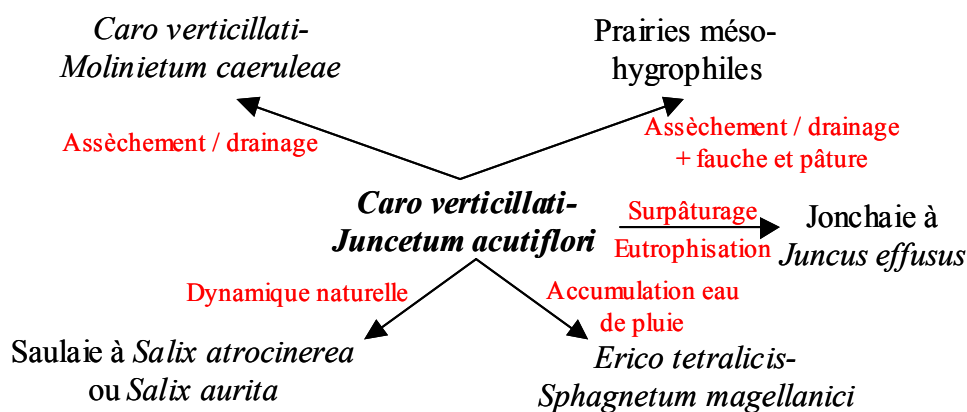 Caro verticillati-
Molinietum caeruleae
Prairies méso-
hygrophiles
Assèchement / drainage
Assèchement / drainage
+ fauche et pâture
Caro verticillati-
Juncetum acutiflori
Surpâturage
Eutrophisation
Jonchaie à
Juncus effusus
Dynamique naturelle
Accumulation eau
de pluie
Saulaie à Salix atrocinerea
ou Salix aurita
Erico tetralicis-
Sphagnetum magellanici